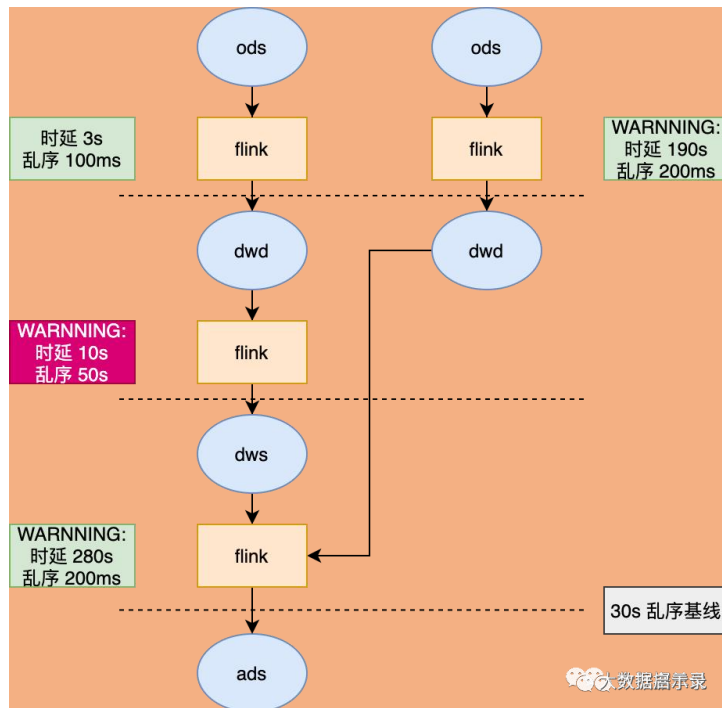 ods
ods
时延 3s
乱序 100ms
flink
flink
WARNNING:
时延 190s
乱序 200ms
dwd
dwd
WARNNING:
时延 10s
乱序 50s
flink
dws
WARNNING:
时延 280s
乱序 200ms
flink
30s 乱序基线
ads
大数据羊说